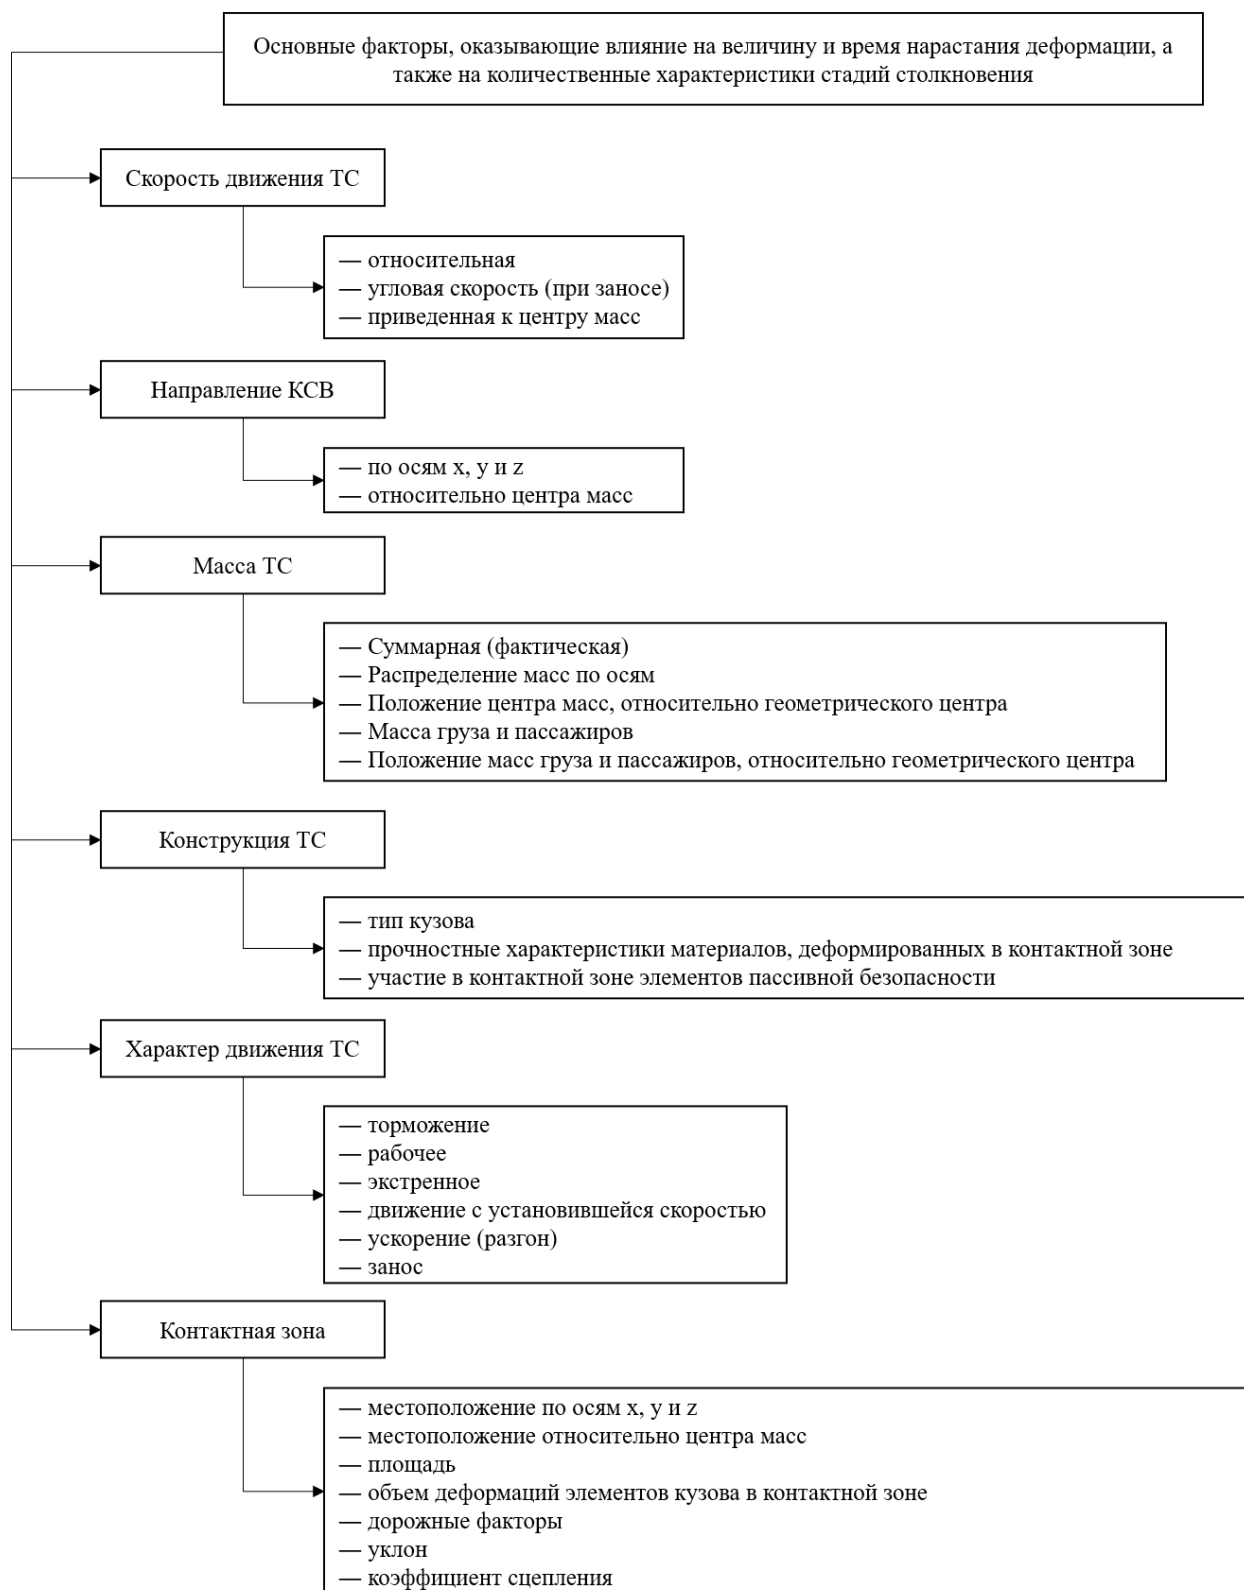 Основные факторы, оказывающие влияние на величину и время нарастания деформации, а
также на количественные характеристики стадий столкновения
Скорость движения ТС
— относительная
— угловая скорость (при заносе)
— приведенная к центру масс
Направление КСВ
— по осям x, y и z
— относительно центра масс
Масса ТС
— Суммарная (фактическая)
— Распределение масс по осям
— Положение центра масс, относительно геометрического центра
— Масса груза и пассажиров
— Положение масс груза и пассажиров, относительно геометрического центра
Конструкция ТС
— тип кузова
— прочностные характеристики материалов, деформированных в контактной зоне
— участие в контактной зоне элементов пассивной безопасности
Характер движения ТС
— торможение
— рабочее
— экстренное
— движение с установившейся скоростью
— ускорение (разгон)
— занос
Контактная зона
— местоположение по осям x, y и z
— местоположение относительно центра масс
— площадь
— объем деформаций элементов кузова в контактной зоне
— дорожные факторы
— уклон
— коэффициент сцепления